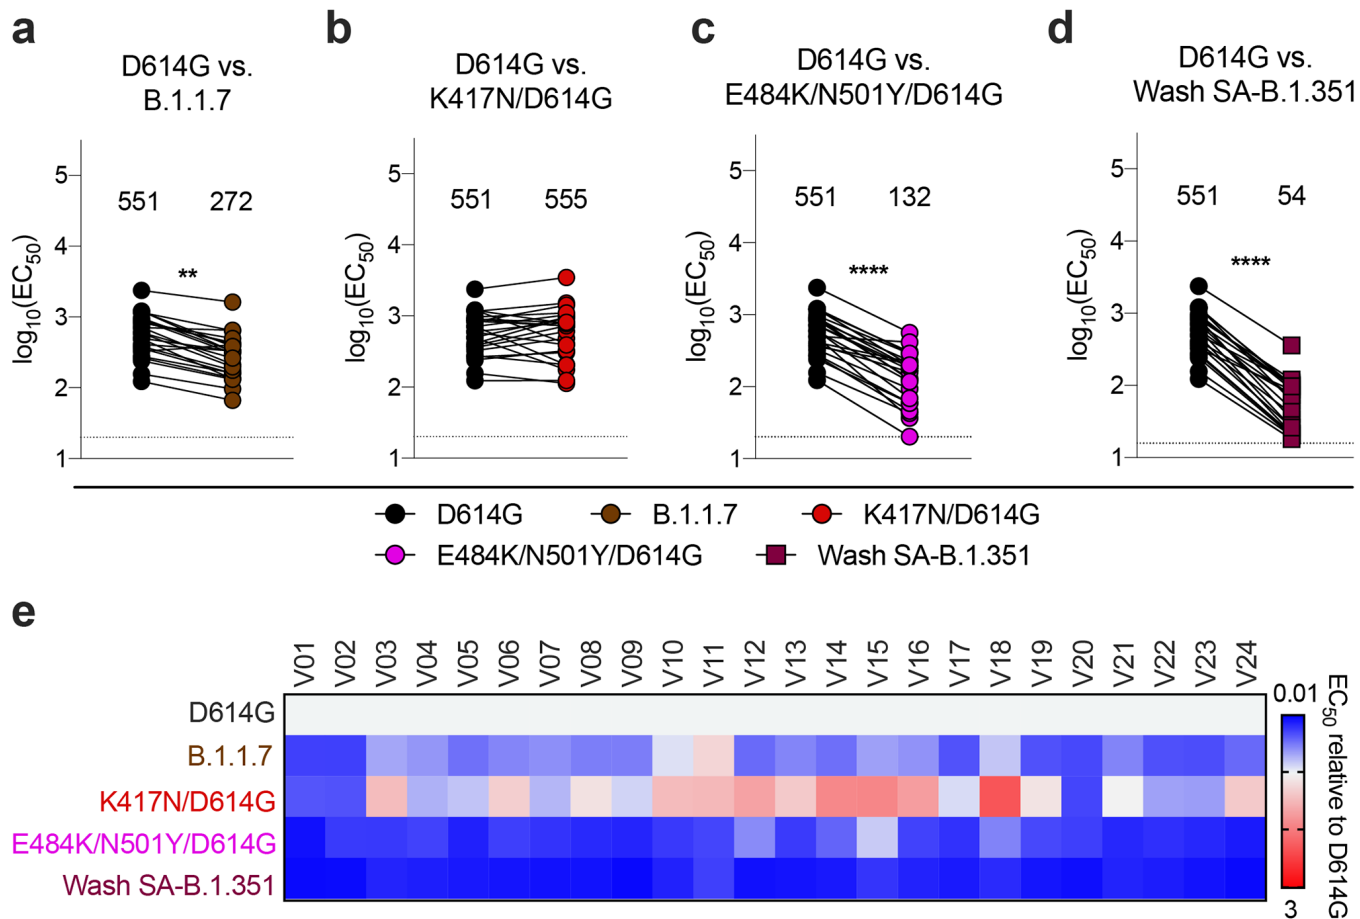 a
D614G vs.
B.1.1.7
log10(EC50)
5
4
3
2
1
551 272
**
b
D614G vs.
K417N/D614G
log10(EC50)
5
4
3
2
1
551 555
c
D614G vs.
E484K/N501Y/D614G
log10(EC50)
5
4
3
2
1
551 132
****
d
D614G vs.
Wash SA-B.1.351
log10(EC50)
5
4
3
2
1
551 54
****
D614G B.1.1.7 K417N/D614G
E484K/N501Y/D614G Wash SA-B.1.351
e
V01 V02 V03 V04 V05 V06 V07 V08 V09 V10 V11 V12 V13 V14 V15 V16 V17 V18 V19 V20 V21 V22 V23 V24
D614G
B.1.1.7
K417N/D614G
E484K/N501Y/D614G
Wash SA-B.1.351
0.01
3
EC50 relative to D614G